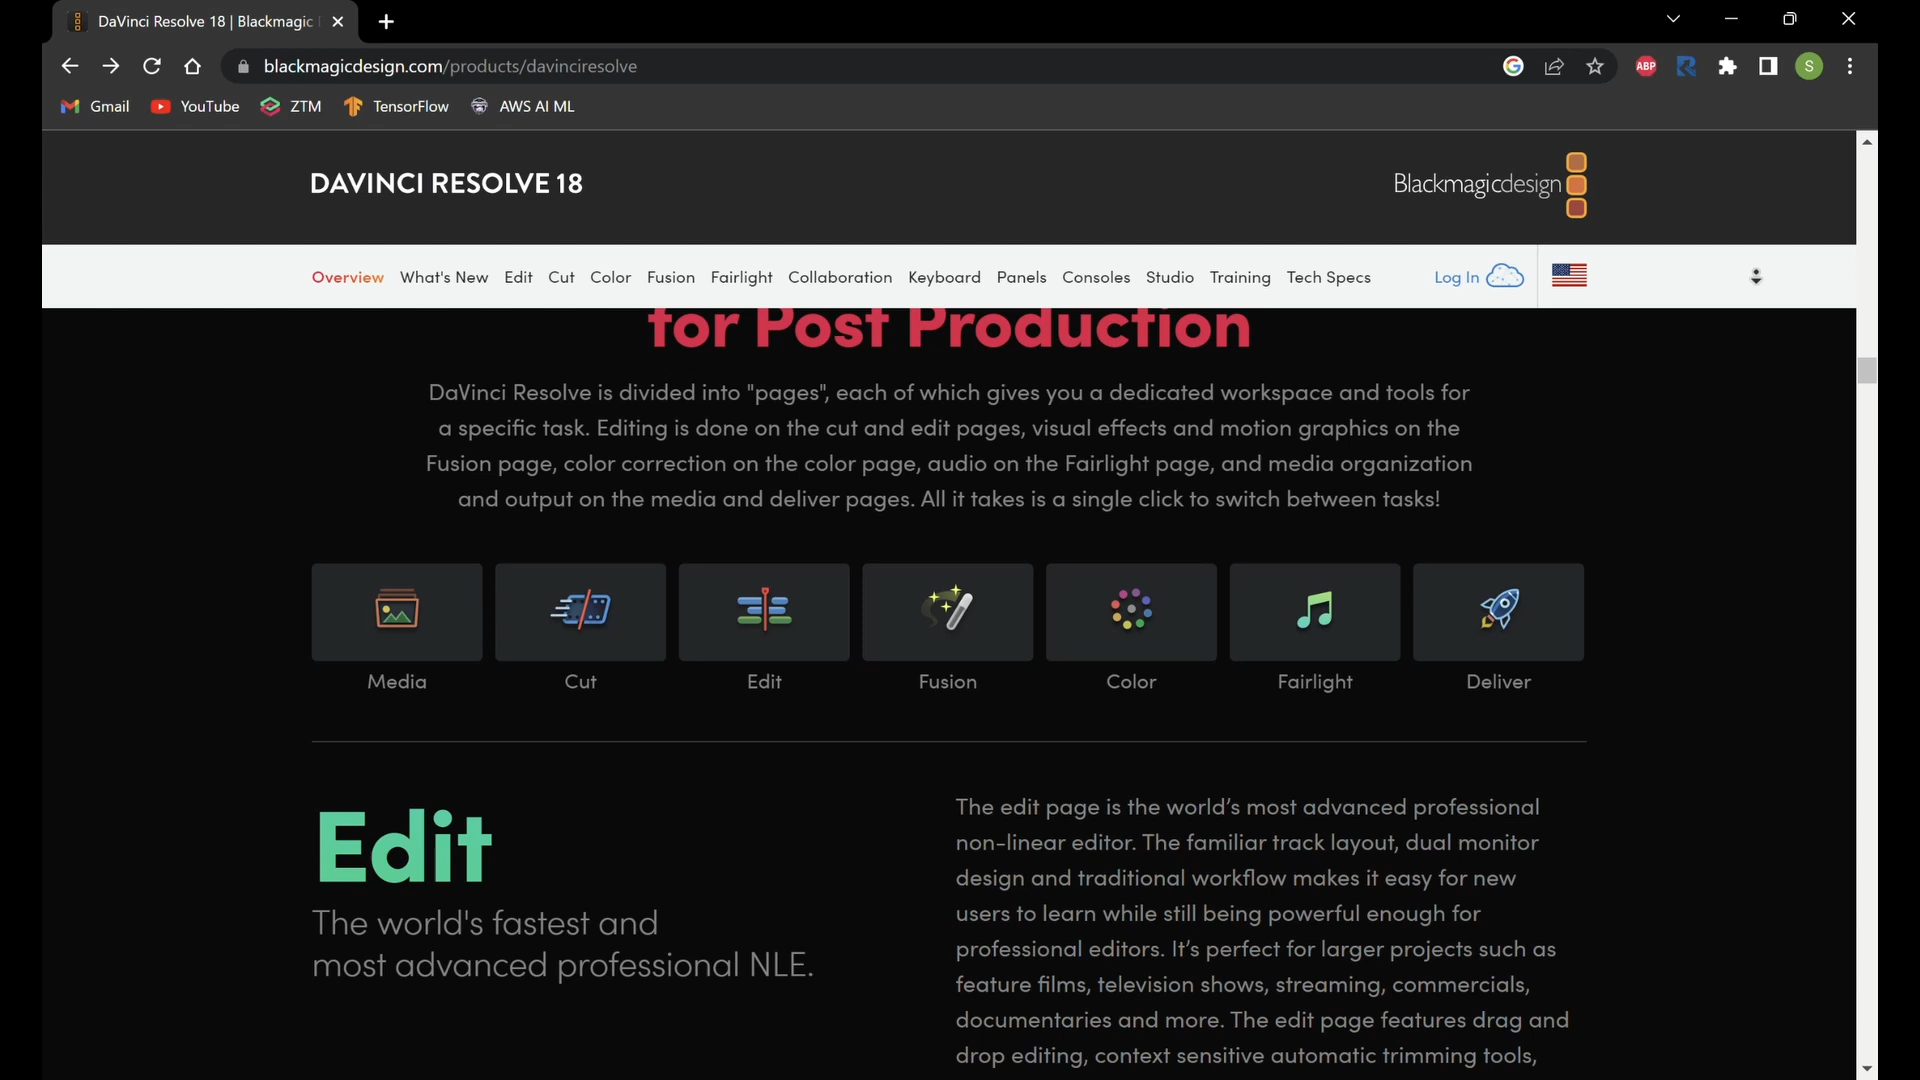 DaVinci Resolve 18 | Blackmagic
blackmagicdesign.com/products/davinciresolve
ABP
S
Gmail
YouTube
ZTM
TensorFlow
AWS AI ML
DAVINCI RESOLVE 18
Blackmagicdesign
Overview What's New Edit Cut Color Fusion Fairlight Collaboration Keyboard Panels Consoles Studio Training Tech Specs Log In
for Post Production
DaVinci Resolve is divided into "pages", each of which gives you a dedicated workspace and tools for
a specific task. Editing is done on the cut and edit pages, visual effects and motion graphics on the
Fusion page, color correction on the color page, audio on the Fairlight page, and media organization
and output on the media and deliver pages. All it takes is a single click to switch between tasks!
Media
Cut
Edit
Fusion
Color
Fairlight
Deliver
Edit
The world's fastest and
most advanced professional NLE.
The edit page is the world’s most advanced professional
non-linear editor. The familiar track layout, dual monitor
design and traditional workflow makes it easy for new
users to learn while still being powerful enough for
professional editors. It’s perfect for larger projects such as
feature films, television shows, streaming, commercials,
documentaries and more. The edit page features drag and
drop editing, context sensitive automatic trimming tools,